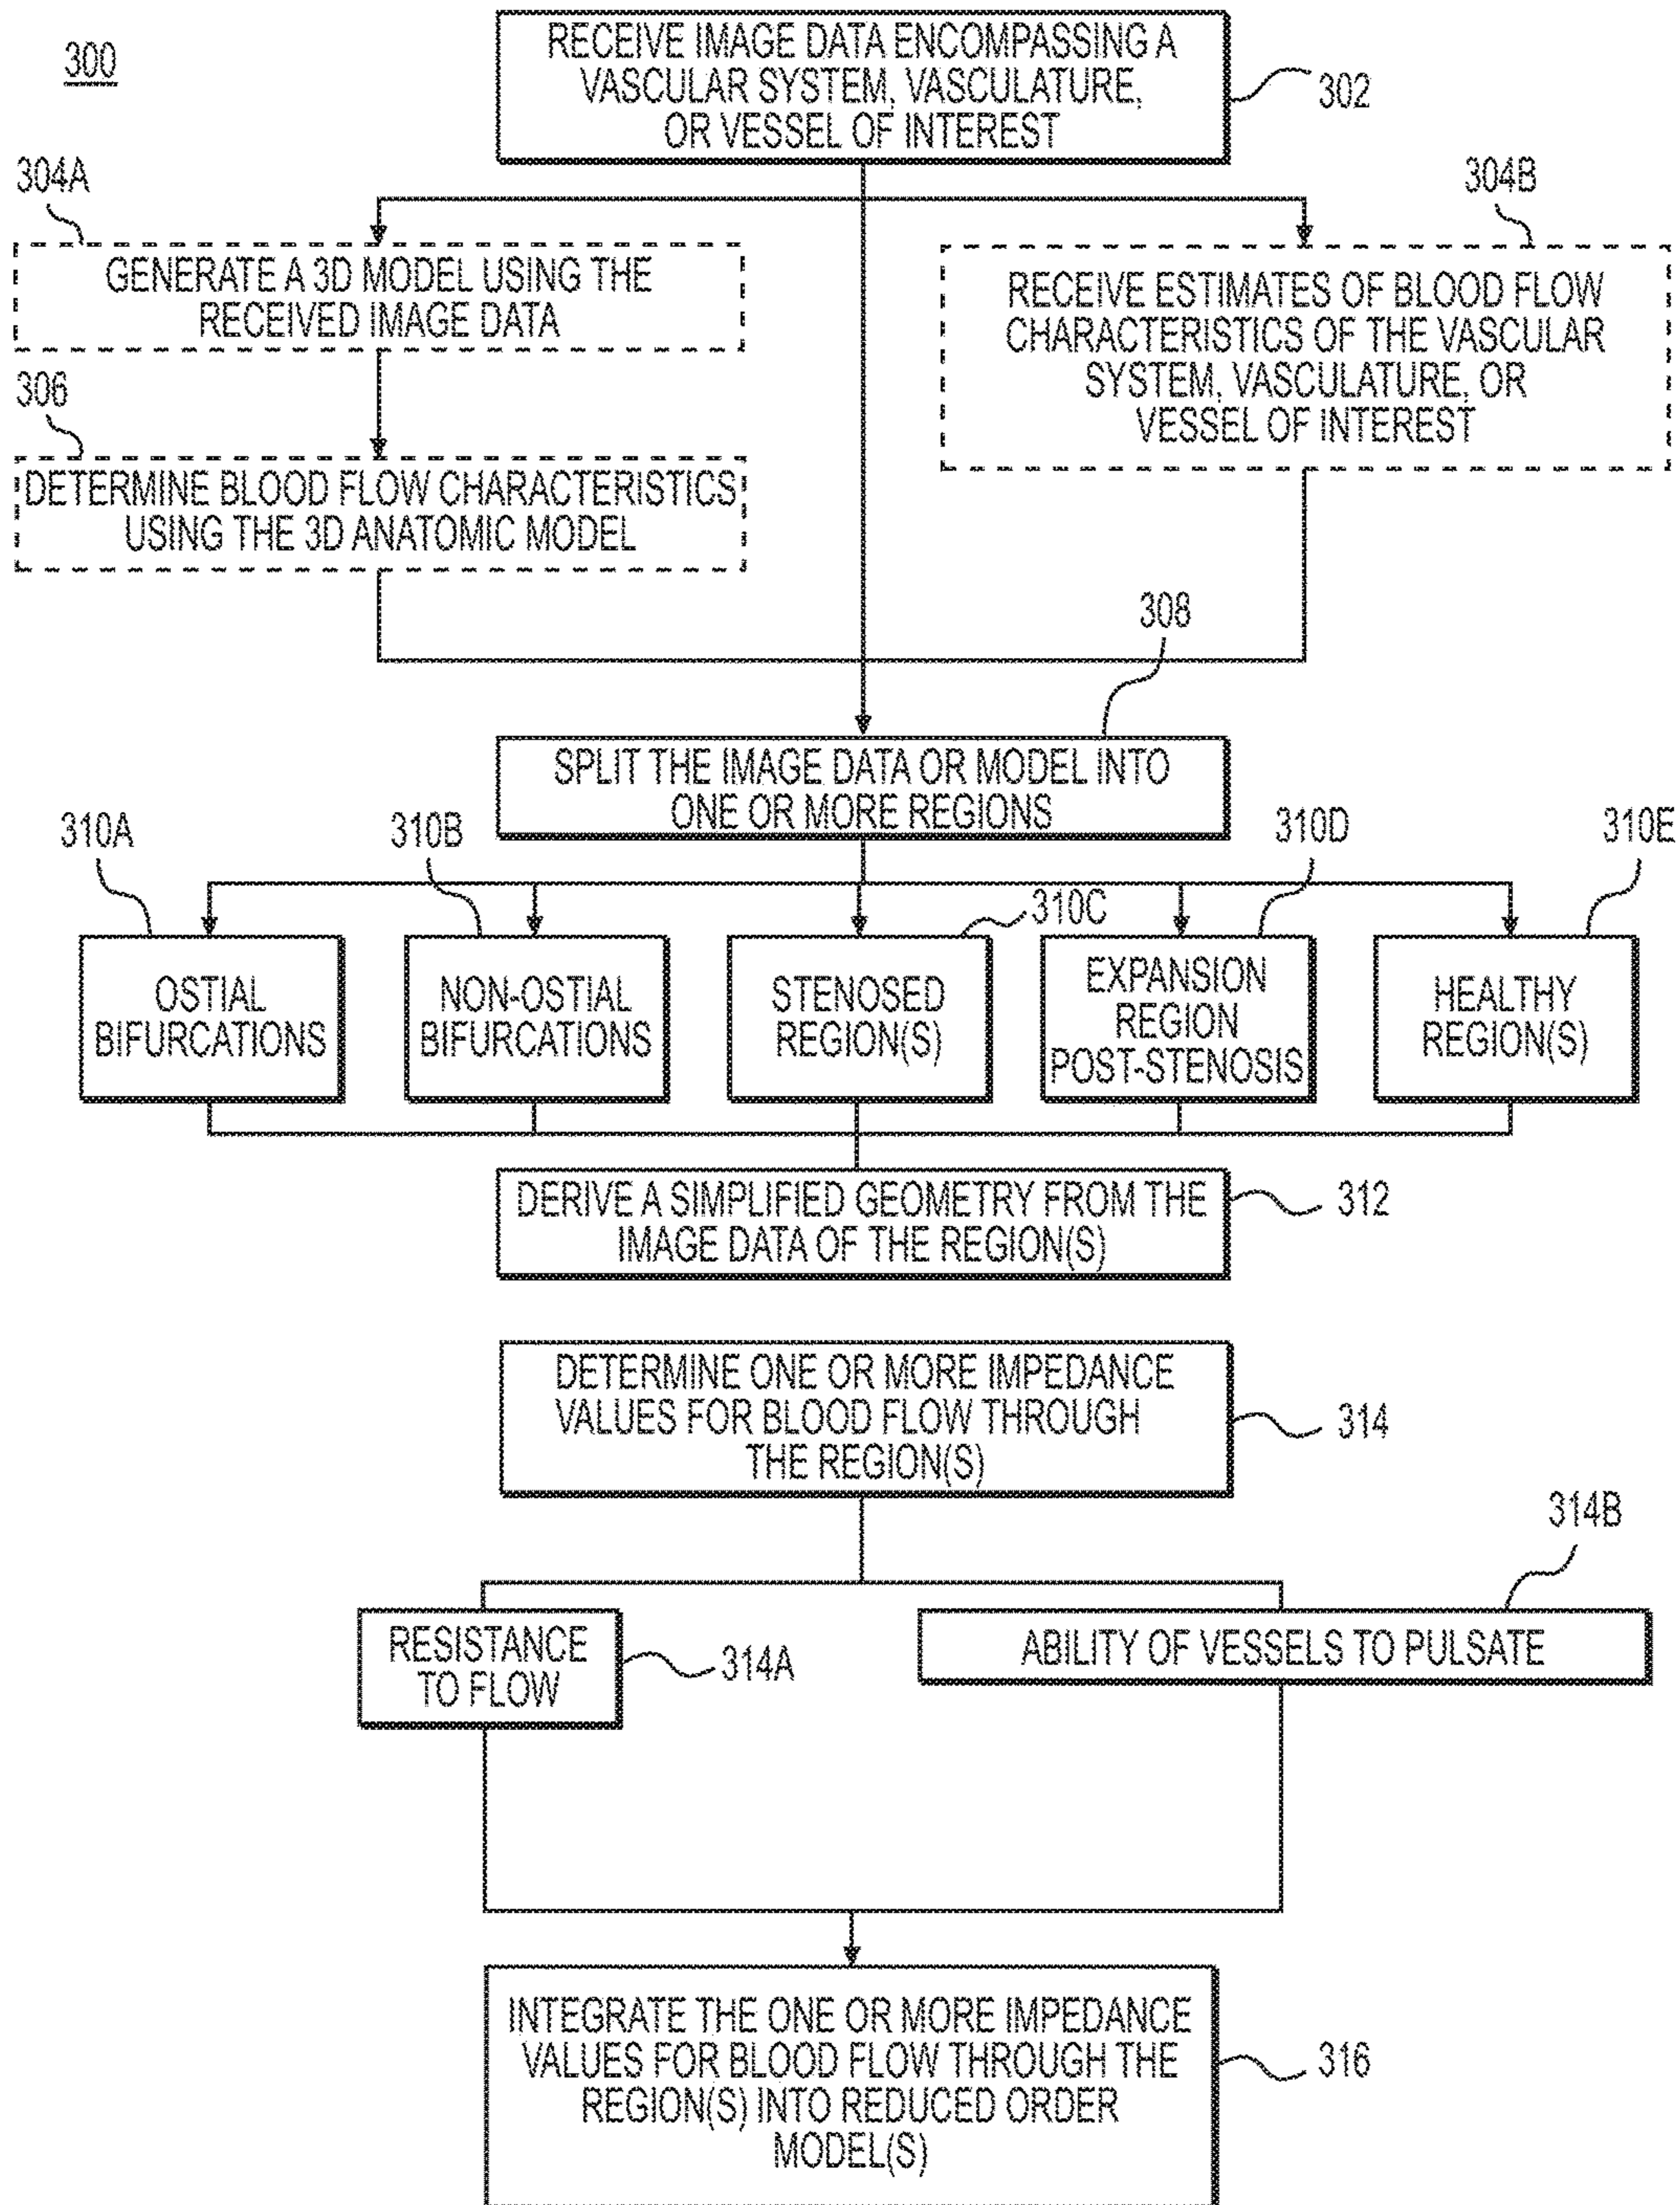 300
RECEIVE IMAGE DATA ENCOMPASSING A
VASCULAR SYSTEM, VASCULATURE,
OR VESSEL OF INTEREST
302
304A
GENERATE A 3D MODEL USING THE
RECEIVED IMAGE DATA
304B
RECEIVE ESTIMATES OF BLOOD FLOW
CHARACTERISTICS OF THE VASCULAR
SYSTEM, VASCULATURE, OR
VESSEL OF INTEREST
306
DETERMINE BLOOD FLOW CHARACTERISTICS
USING THE 3D ANATOMIC MODEL
308
SPLIT THE IMAGE DATA OR MODEL INTO
ONE OR MORE REGIONS
310A
OSTIAL
BIFURCATIONS
310B
NON-OSTIAL
BIFURCATIONS
310C
STENOSED
REGION(S)
310D
EXPANSION
REGION
POST-STENOSIS
310E
HEALTHY
REGION(S)
DERIVE A SIMPLIFIED GEOMETRY FROM THE
IMAGE DATA OF THE REGION(S)
312
DETERMINE ONE OR MORE IMPEDANCE
VALUES FOR BLOOD FLOW THROUGH
THE REGION(S)
314
RESISTANCE
TO FLOW
314A
314B
ABILITY OF VESSELS TO PULSATE
INTEGRATE THE ONE OR MORE IMPEDANCE
VALUES FOR BLOOD FLOW THROUGH THE
REGION(S) INTO REDUCED ORDER
MODEL(S)
316